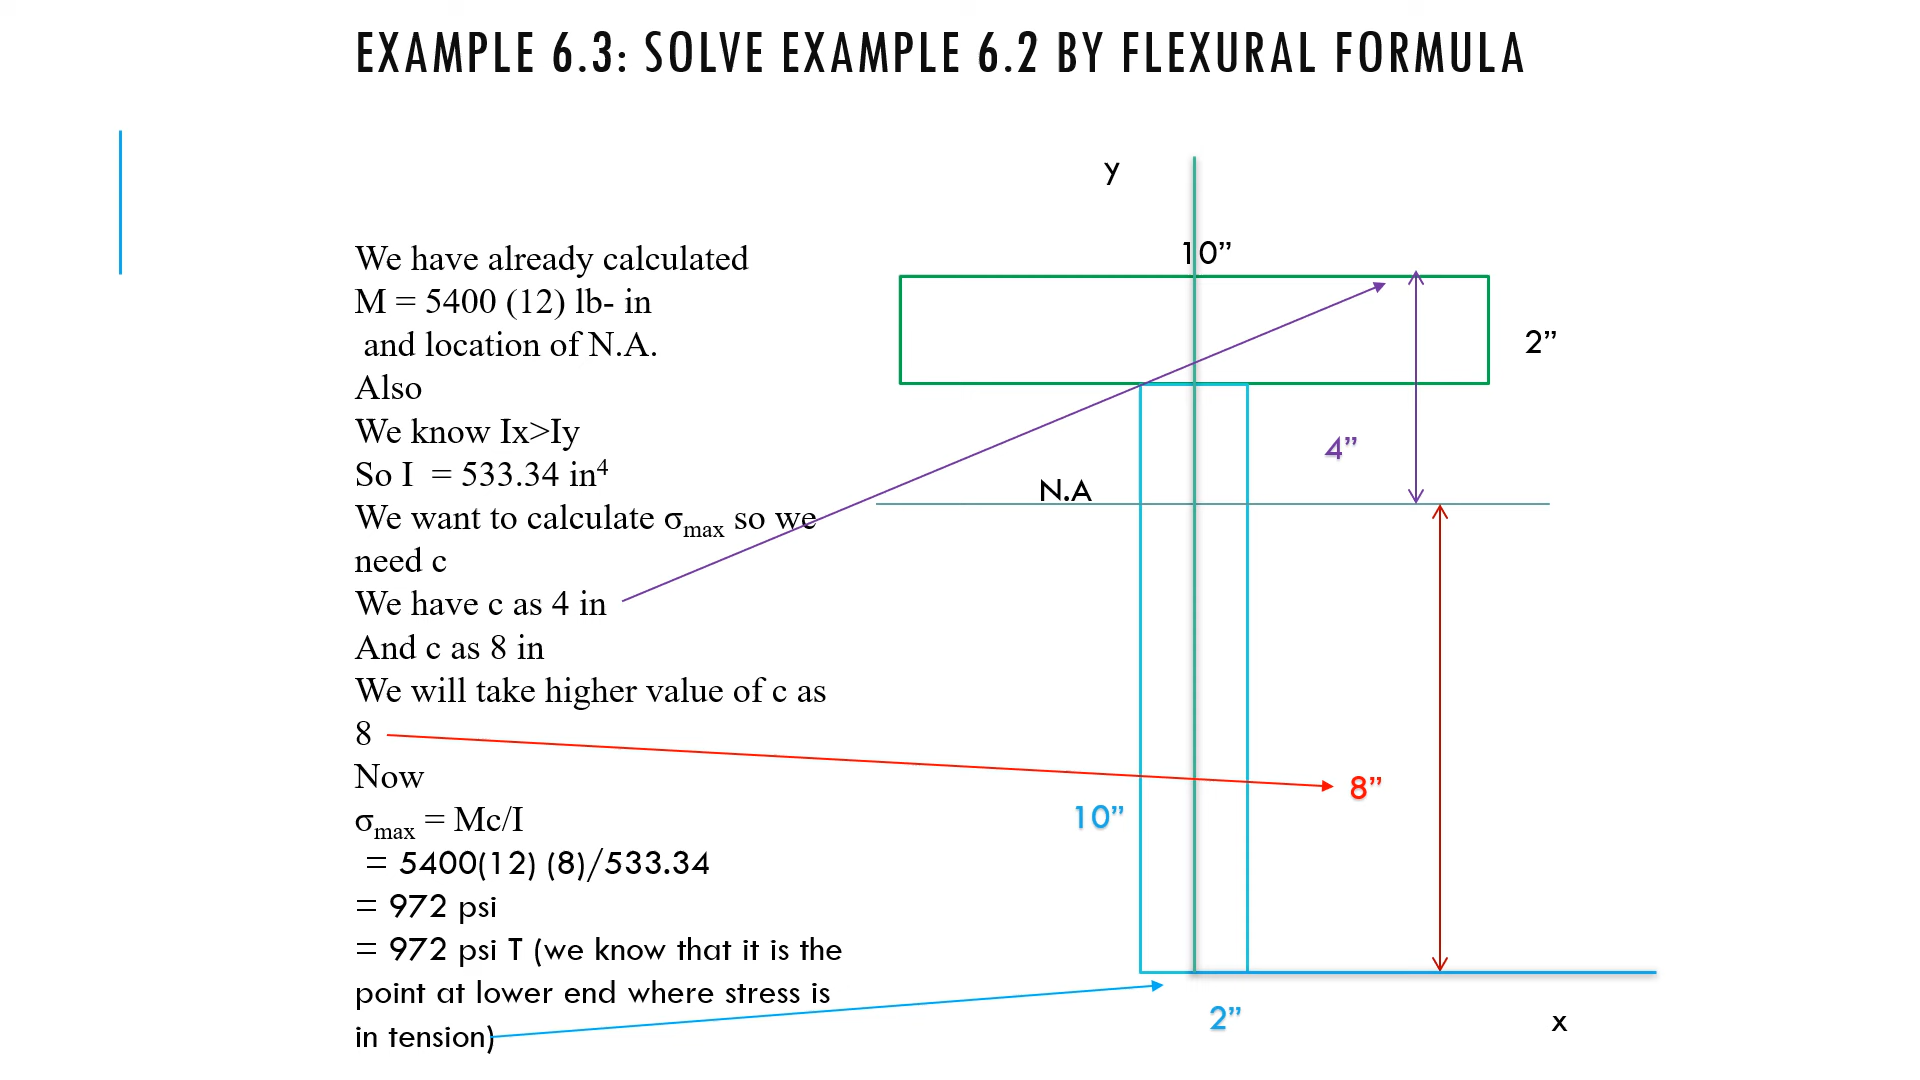 EXAMPLE 6.3: SOLVE EXAMPLE 6.2 BY FLEXURAL FORMULA
We have already calculated
M = 5400 (12) lb- in
and location of N.A.
Also
We know Ix>Iy
So I = 533.34 in⁴
We want to calculate σmax so we
need c
We have c as 4 in
And c as 8 in
We will take higher value of c as
8
Now
σmax = Mc/I
= 5400(12) (8)/533.34
= 972 psi
= 972 psi T (we know that it is the
point at lower end where stress is
in tension)
y
10”
2”
4”
N.A
8”
10”
2”
x